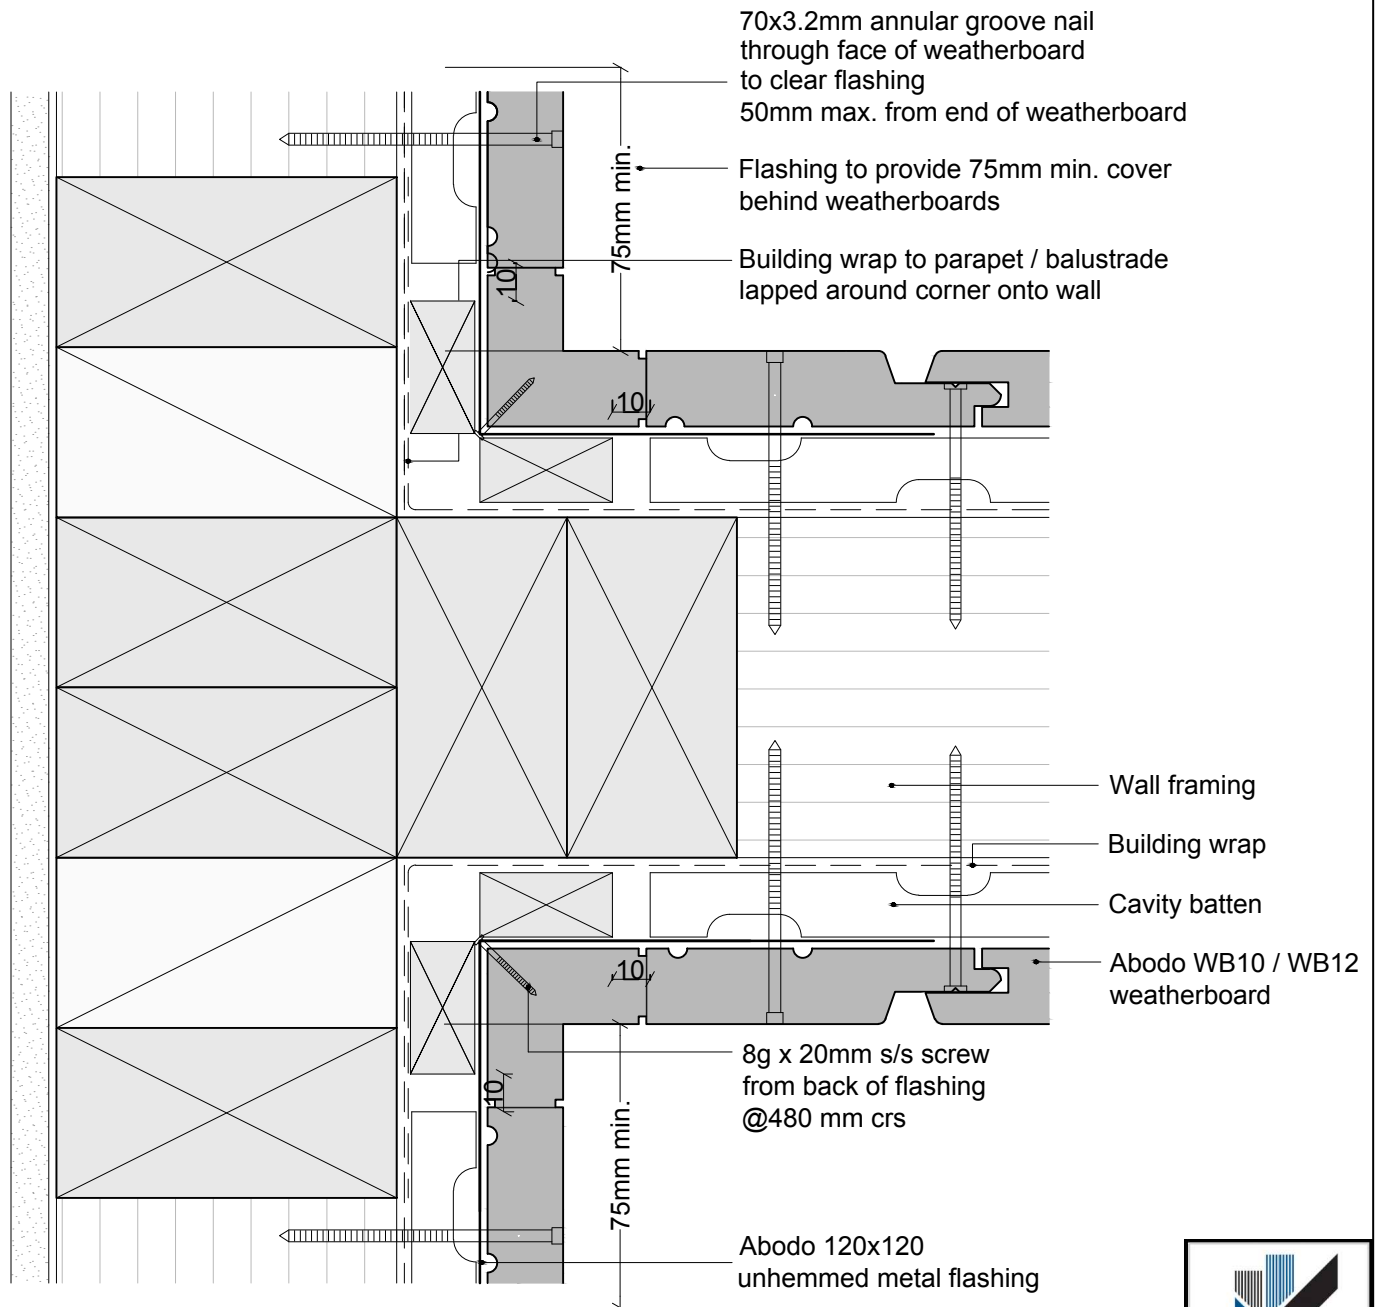 70x3.2mm annular groove nail
through face of weatherboard
to clear flashing
50mm max. from end of weatherboard
75mm min.
Flashing to provide 75mm min. cover
behind weatherboards
Building wrap to parapet / balustrade
lapped around corner onto wall
10
10
Wall framing
Building wrap
Cavity batten
Abodo WB10 / WB12
weatherboard
10
8g x 20mm s/s screw
from back of flashing
@480 mm crs
10
75mm min.
Abodo 120x120
unhemmed metal flashing